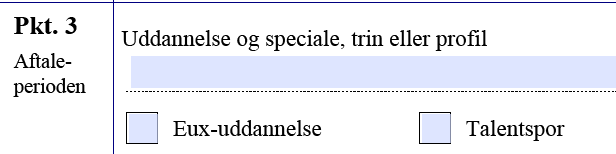 Pkt. 3
Aftale-
perioden
Uddannelse og speciale, trin eller profil
Eux-uddannelse
Talentspor